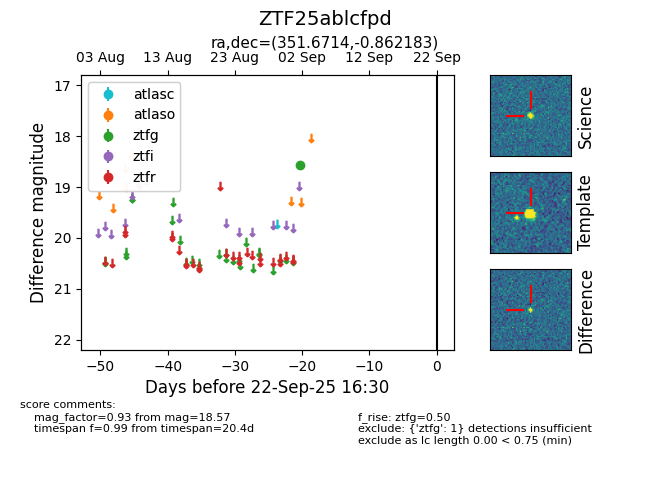 ZTF25ablcfpd
ra,dec=(351.6714,-0.862183)
03 Aug 13 Aug 23 Aug 02 Sep 12 Sep 22 Sep
17
18
19
20
21
22
Difference magnitude
atlasc
atlaso
ztfg
ztfi
ztfr
−50 −40 −30 −20 −10 0
Days before 22-Sep-25 16:30
Science
Template
Difference
score comments:
mag_factor=0.93 from mag=18.57
timespan f=0.99 from timespan=20.4d
f_rise: ztfg=0.50
exclude: {'ztfg': 1} detections insufficient
exclude as lc length 0.00 < 0.75 (min)